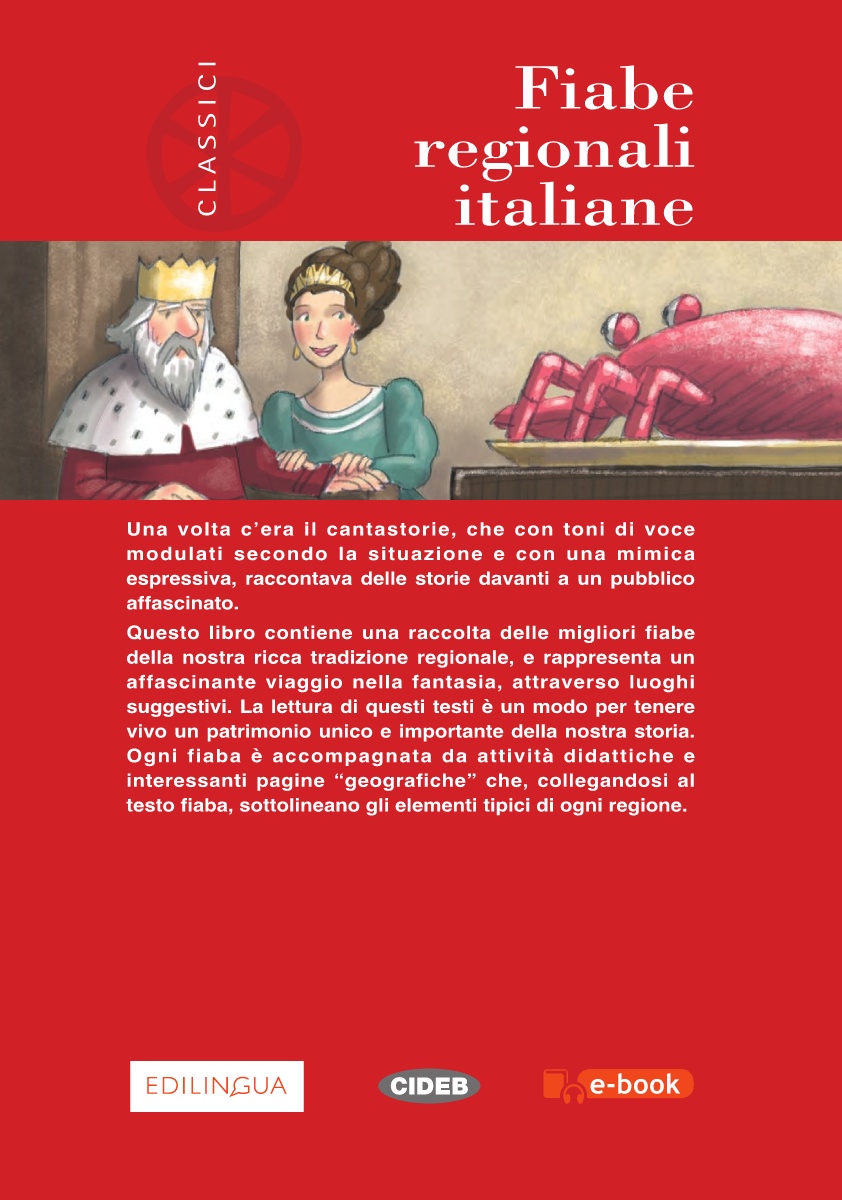 CLASSICI
Fiabe
regionali
italiane
Una volta c’era il cantastorie, che con toni di voce
modulati secondo la situazione e con una mimica
espressiva, raccontava delle storie davanti a un pubblico
affascinato.
Questo libro contiene una raccolta delle migliori fiabe
della nostra ricca tradizione regionale, e rappresenta un
affascinante viaggio nella fantasia, attraverso luoghi
suggestivi. La lettura di questi testi è un modo per tenere
vivo un patrimonio unico e importante della nostra storia.
Ogni fiaba è accompagnata da attività didattiche e
interessanti pagine “geografiche” che, collegandosi al
testo fiaba, sottolineano gli elementi tipici di ogni regione.
EDILINGUA
CIDEB
e-book